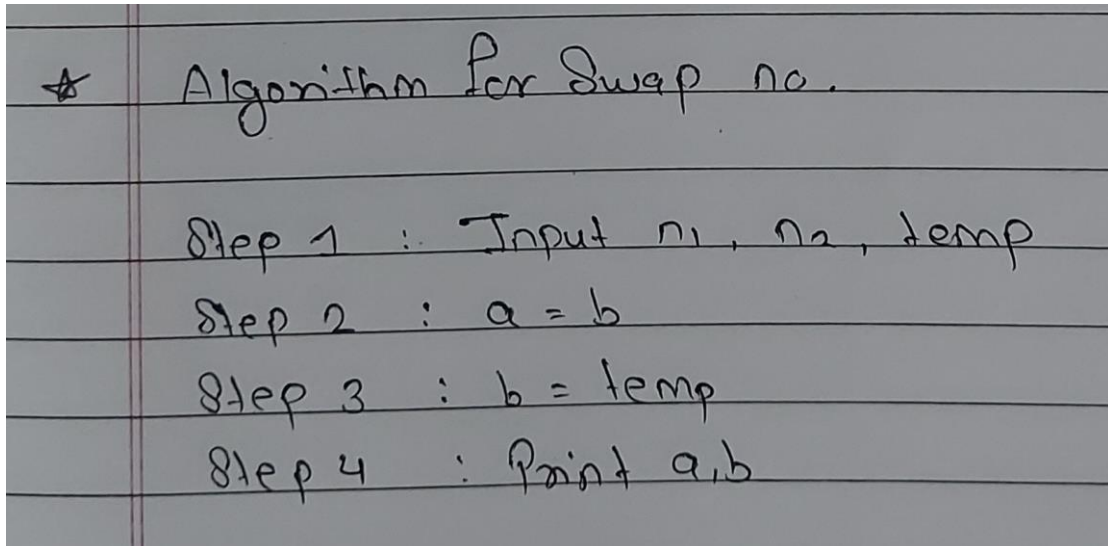 ☆ Algorithm for Swap no.
Step 1 : Input n1, n2, temp
Step 2 : a = b
Step 3 : b = temp
Step 4 : Print a,b